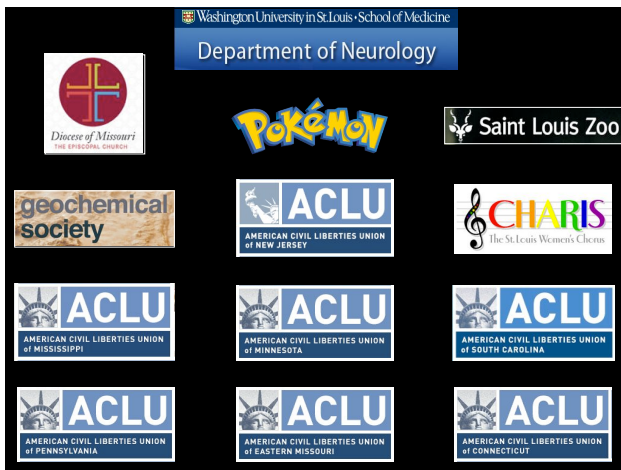 Washington University in St.Louis • School of Medicine
Department of Neurology
Diocese of Missouri
THE EPISCOPAL CHURCH
POKéMON
Saint Louis Zoo
geochemical
society
ACLU
AMERICAN CIVIL LIBERTIES UNION
of NEW JERSEY
CHARIS
The St.Louis Women's Chorus
ACLU
AMERICAN CIVIL LIBERTIES UNION
of MISSISSIPPI
ACLU
AMERICAN CIVIL LIBERTIES UNION
of MINNESOTA
ACLU
AMERICAN CIVIL LIBERTIES UNION
of SOUTH CAROLINA
ACLU
AMERICAN CIVIL LIBERTIES UNION
of PENNSYLVANIA
ACLU
AMERICAN CIVIL LIBERTIES UNION
of EASTERN MISSOURI
ACLU
AMERICAN CIVIL LIBERTIES UNION
of CONNECTICUT